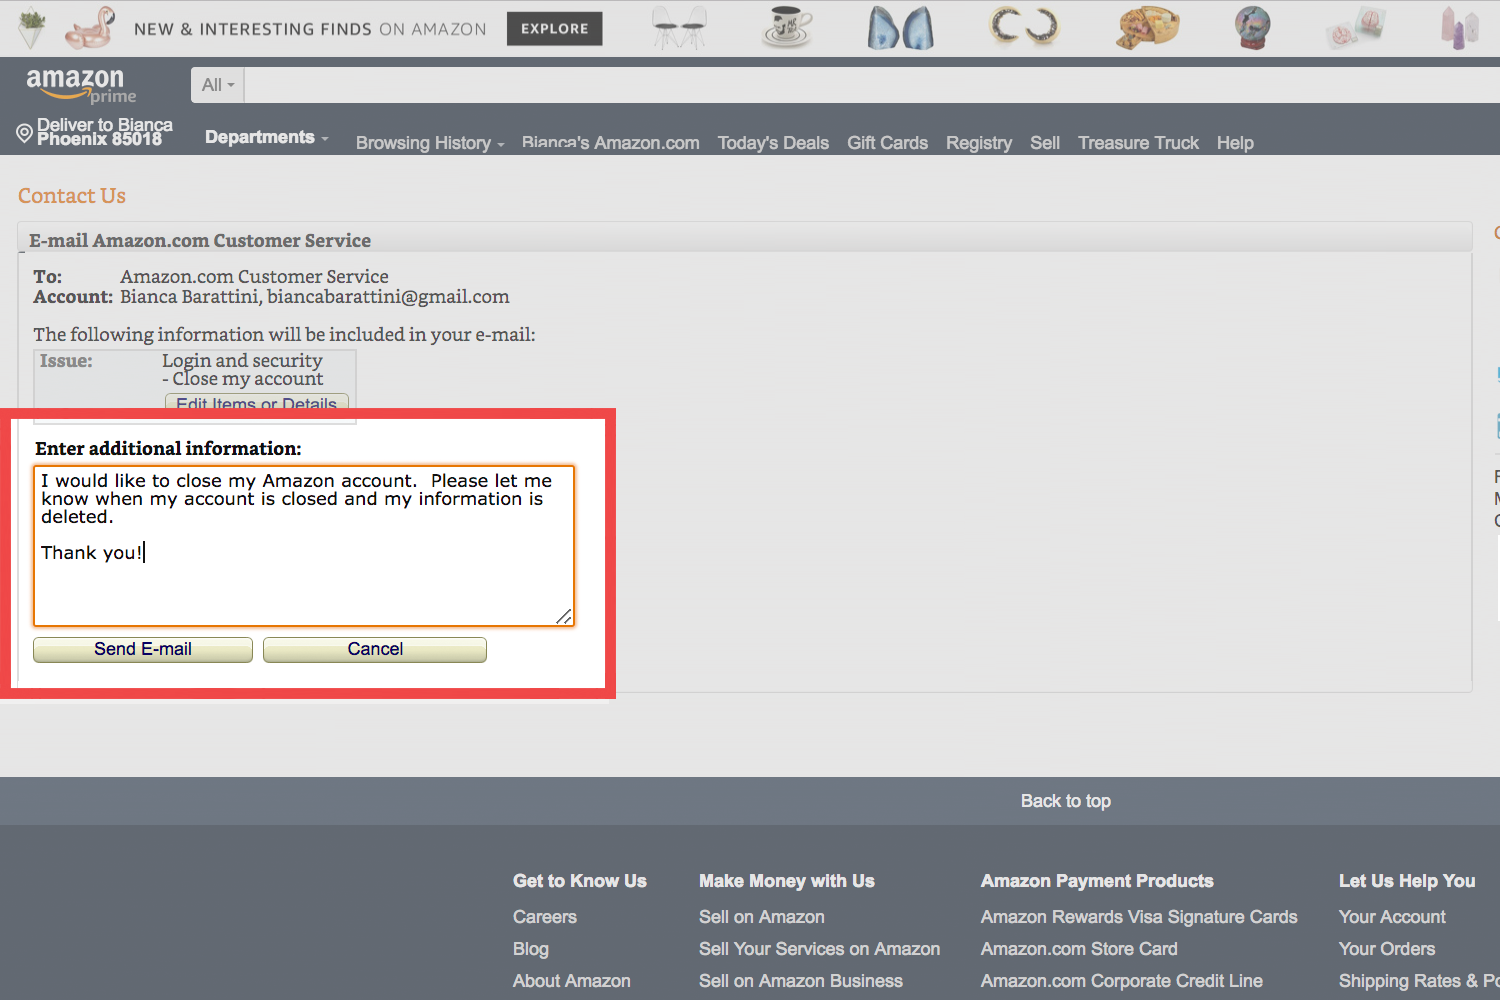 NEW & INTERESTING FINDS ON AMAZON EXPLORE
amazon prime
All
Deliver to Bianca
Phoenix 85018
Departments Browsing History Bianca's Amazon.com Today's Deals Gift Cards Registry Sell Treasure Truck Help
Contact Us
E-mail Amazon.com Customer Service
To: Amazon.com Customer Service
Account: Bianca Barattini, biancabarattini@gmail.com
The following information will be included in your e-mail:
Issue: Login and security
- Close my account
Edit Items or Details
Enter additional information:
I would like to close my Amazon account.  Please let me
know when my account is closed and my information is
deleted.
Thank you!
Send E-mail Cancel
Back to top
Get to Know Us Make Money with Us Amazon Payment Products Let Us Help You
Careers Sell on Amazon Amazon Rewards Visa Signature Cards Your Account
Blog Sell Your Services on Amazon Amazon.com Store Card Your Orders
About Amazon Sell on Amazon Business Amazon.com Corporate Credit Line Shipping Rates &